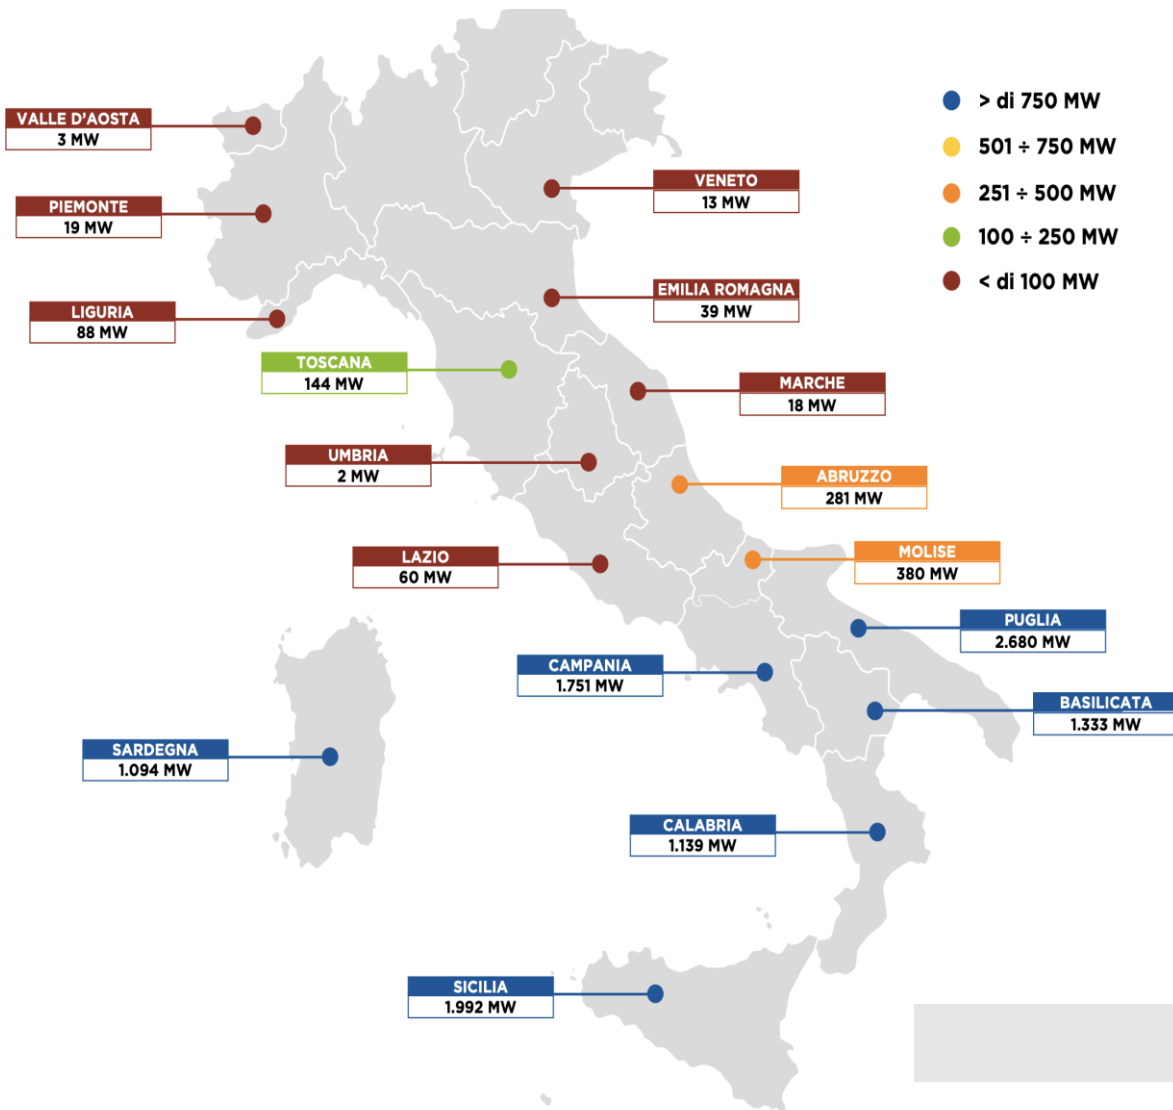 VALLE D'AOSTA
3 MW
PIEMONTE
19 MW
LIGURIA
88 MW
TOSCANA
144 MW
UMBRIA
2 MW
LAZIO
60 MW
CAMPANIA
1.751 MW
SARDEGNA
1.094 MW
CALABRIA
1.139 MW
SICILIA
1.992 MW
VENETO
13 MW
EMILIA ROMAGNA
39 MW
MARCHE
18 MW
ABRUZZO
281 MW
MOLISE
380 MW
PUGLIA
2.680 MW
BASILICATA
1.333 MW
> di 750 MW
501 ÷ 750 MW
251 ÷ 500 MW
100 ÷ 250 MW
< di 100 MW